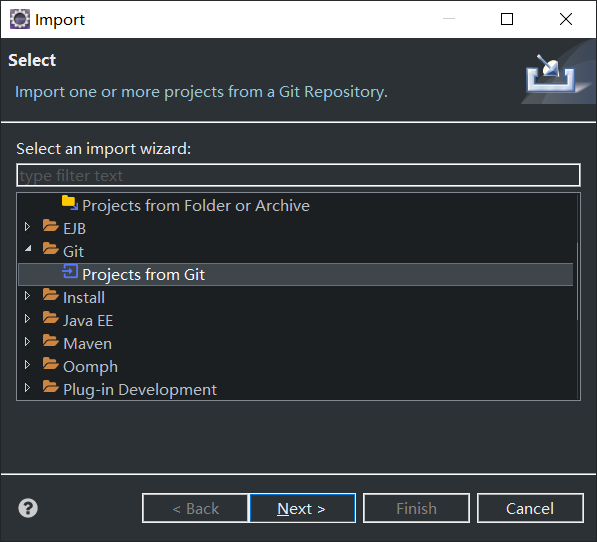 Import
Select
Import one or more projects from a Git Repository.
Select an import wizard:
type filter text
Projects from Folder or Archive
EJB
Git
Projects from Git
Install
Java EE
Maven
Oomph
Plug-in Development
?
< Back
Next >
Finish
Cancel